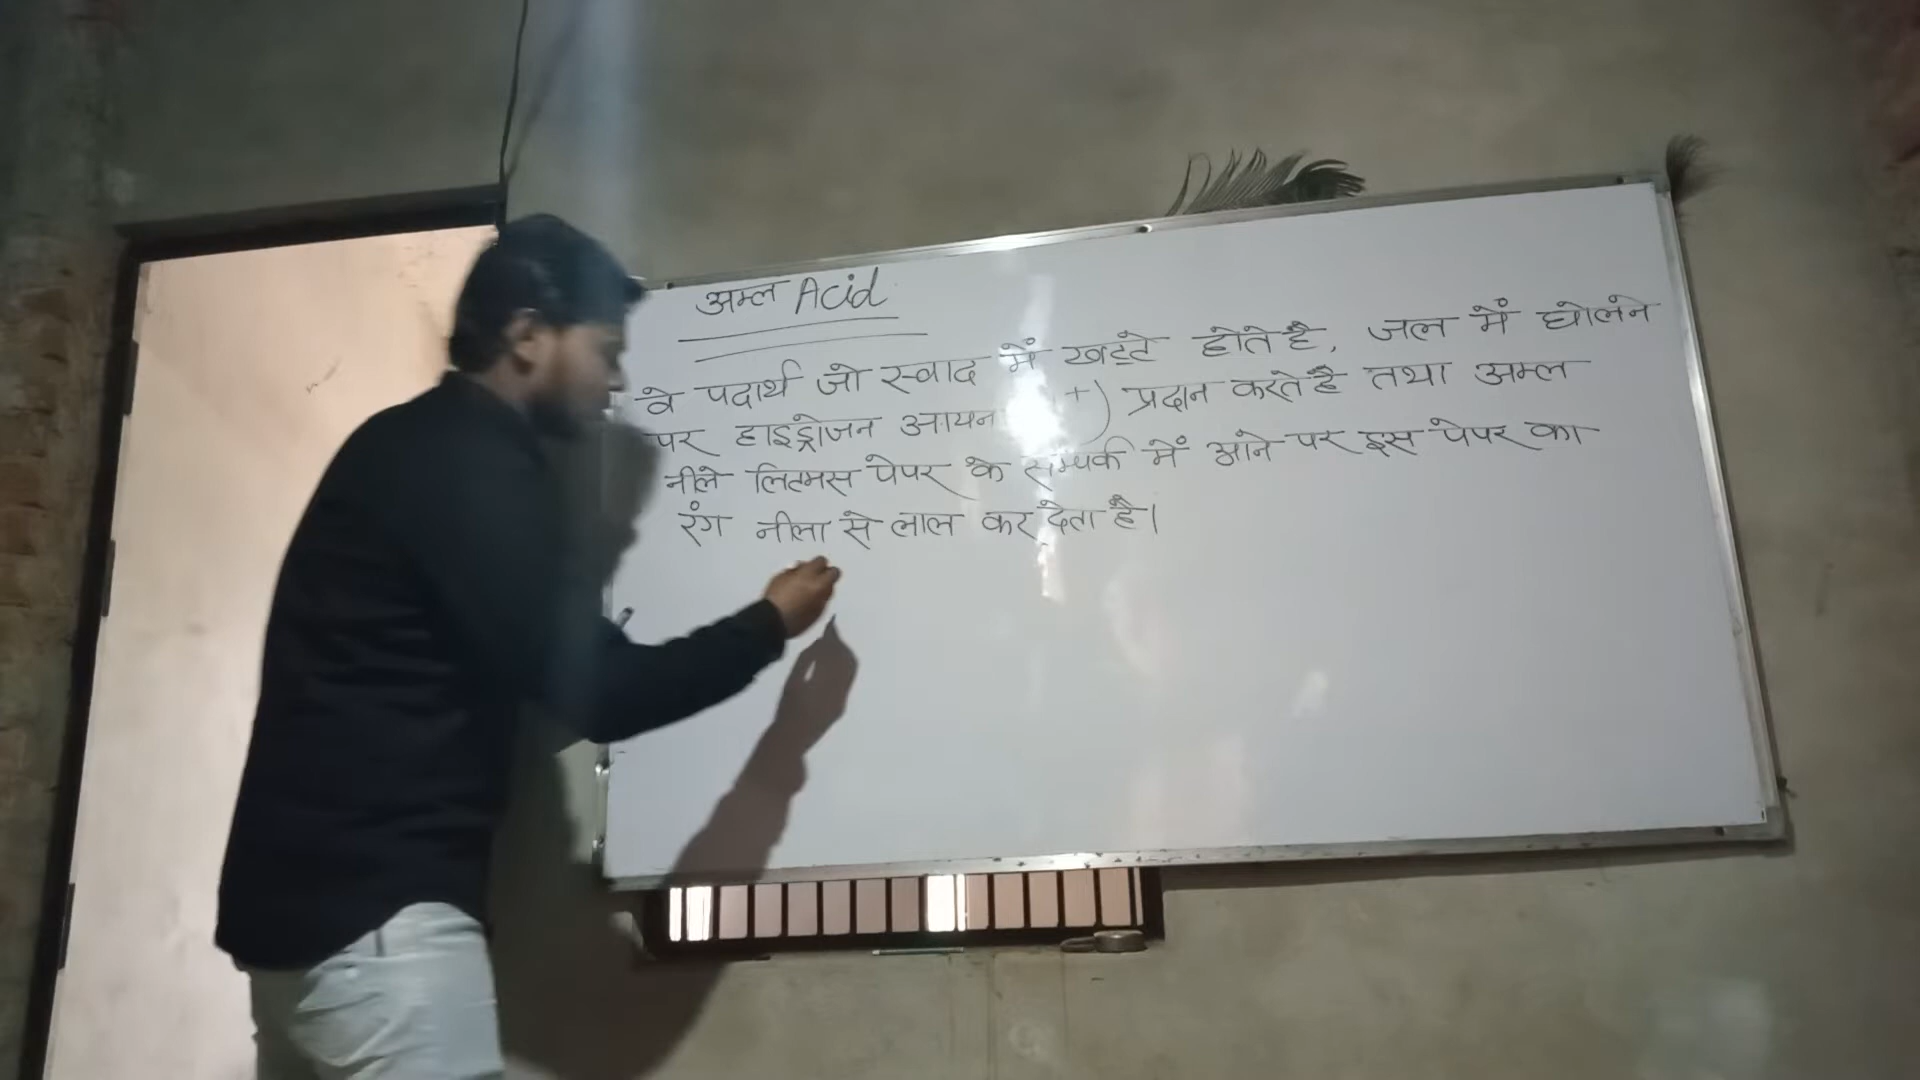 अम्ल Acid
वे पदार्थ जो स्वाद में खट्टे होते है, जल में घोलने
पर हाइड्रोजन आयन +) प्रदान करते है तथा अम्ल
नीले लिटमस पेपर के सम्पर्क में आने पर इस पेपर का
रंग नीला से लाल कर देता है।